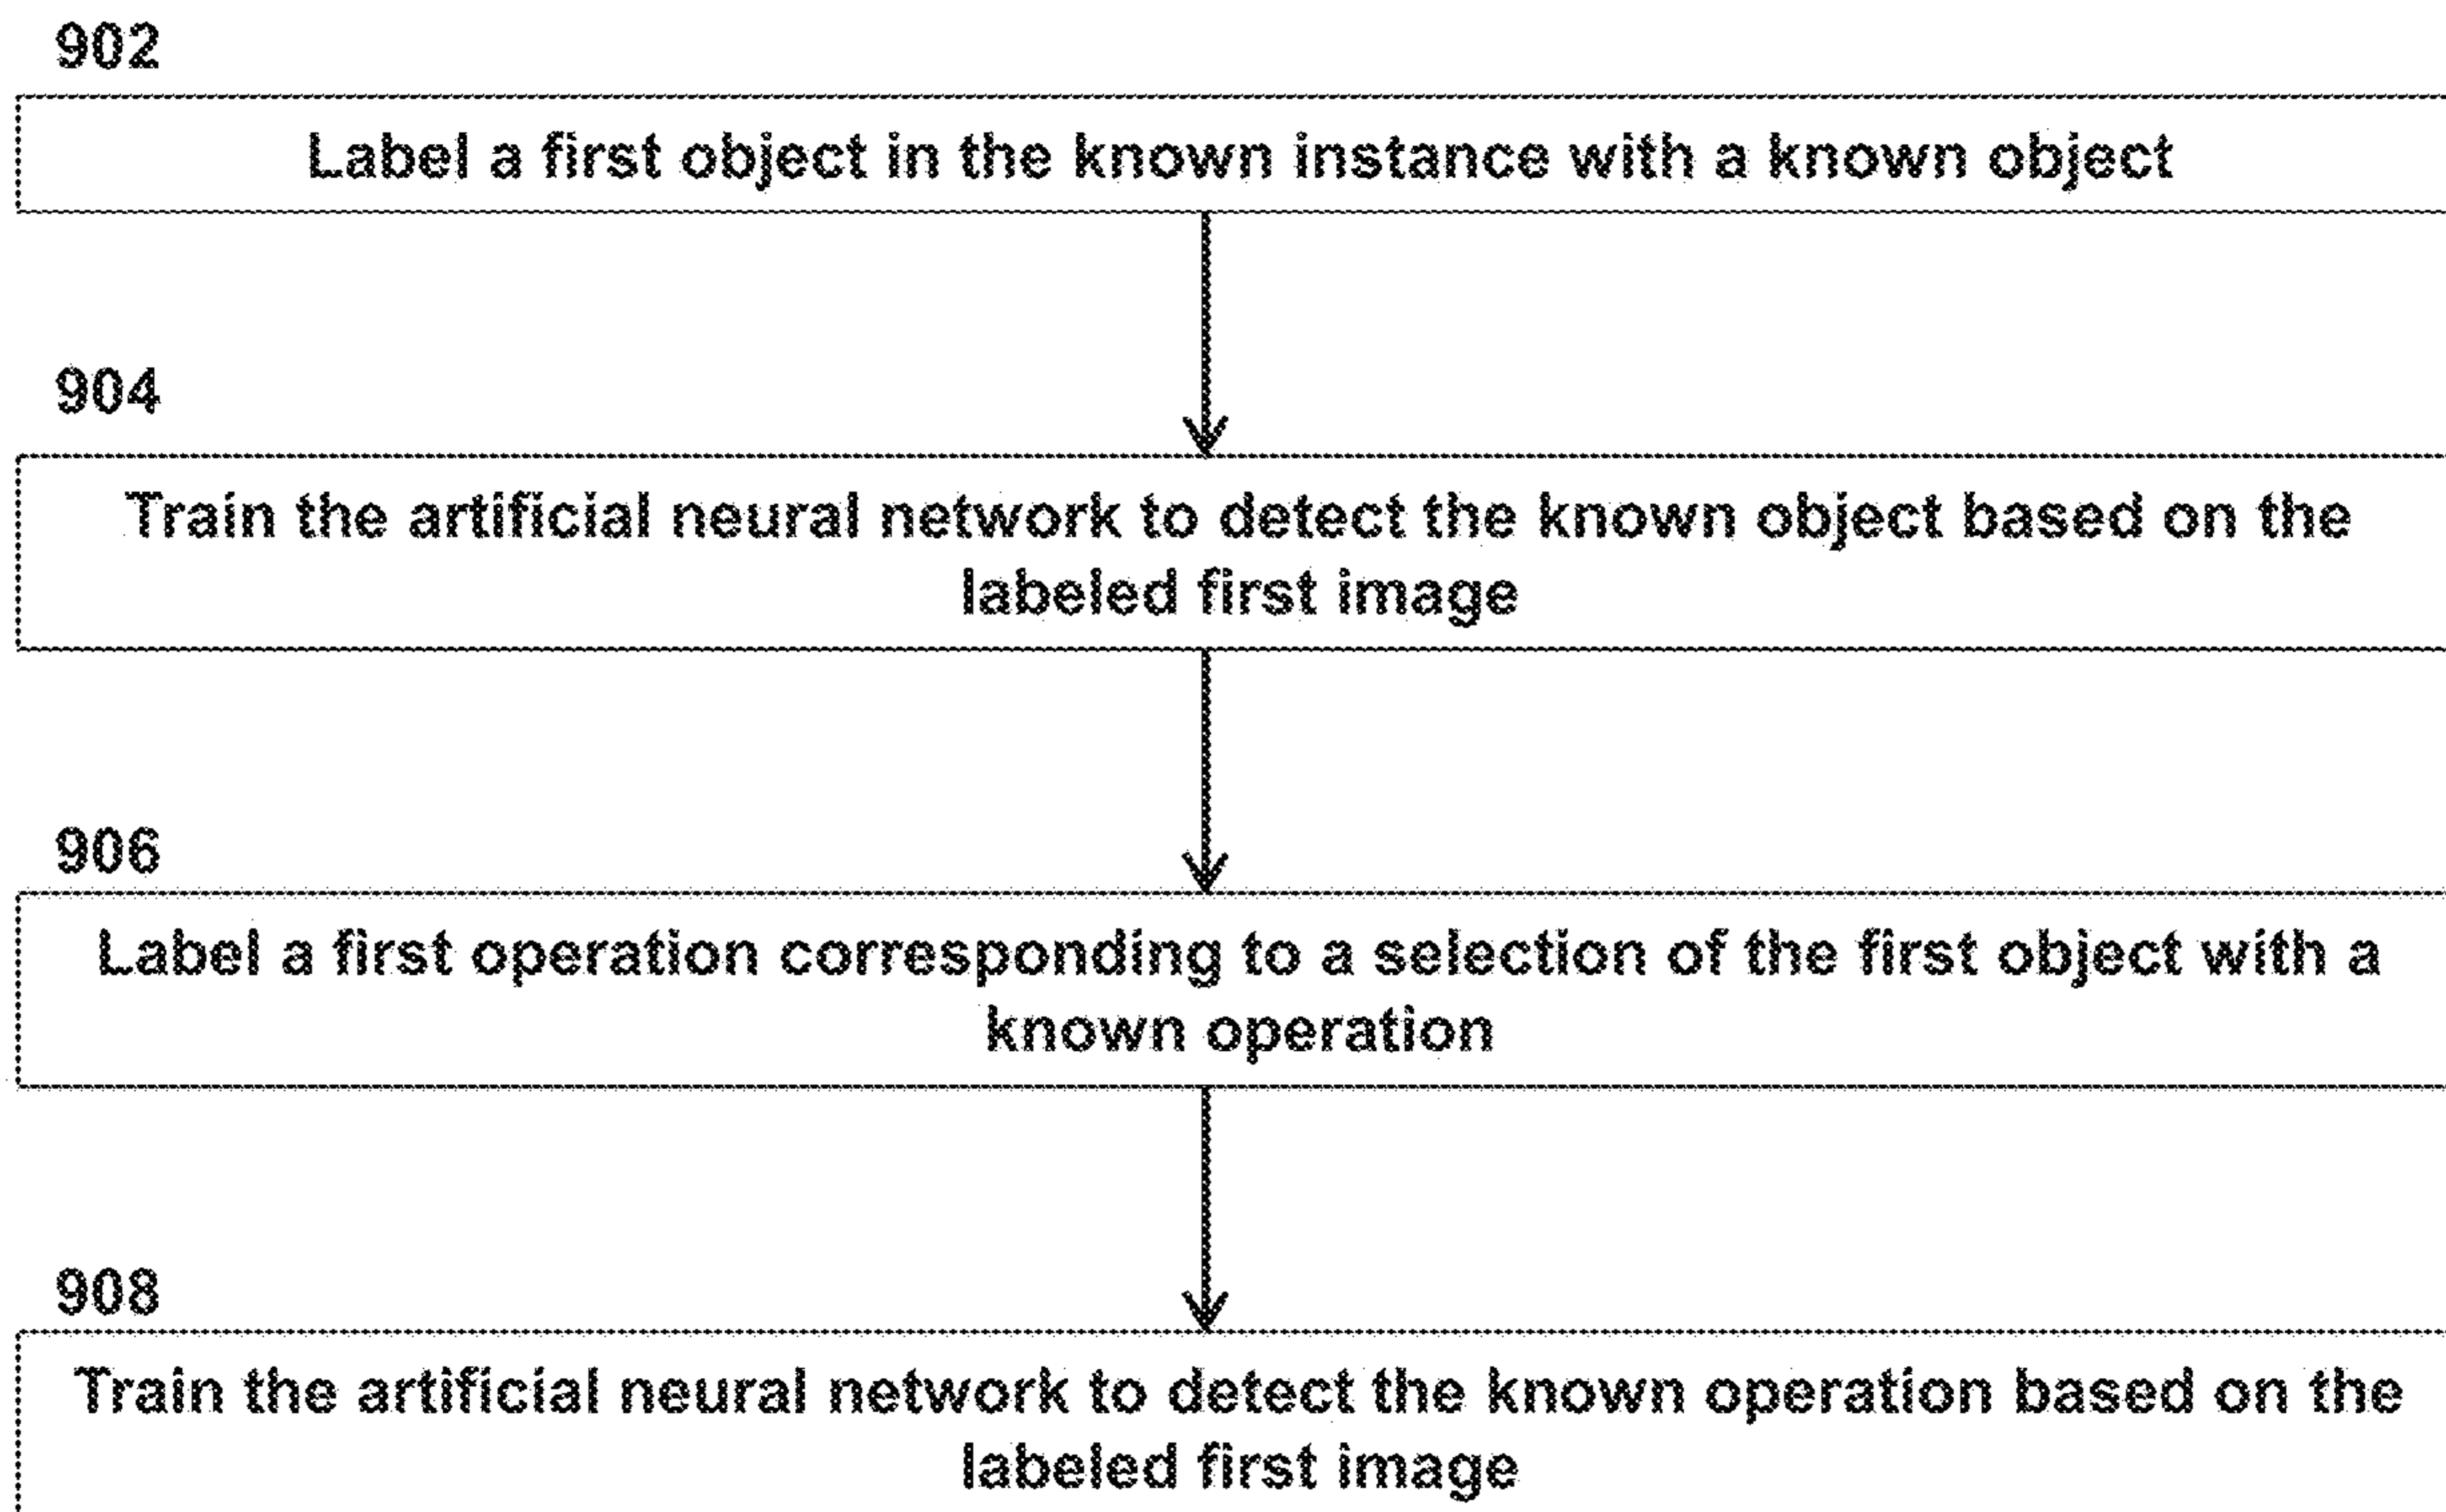 902
Label a first object in the known instance with a known object
904
Train the artificial neural network to detect the known object based on the
labeled first image
906
Label a first operation corresponding to a selection of the first object with a
known operation
908
Train the artificial neural network to detect the known operation based on the
labeled first image